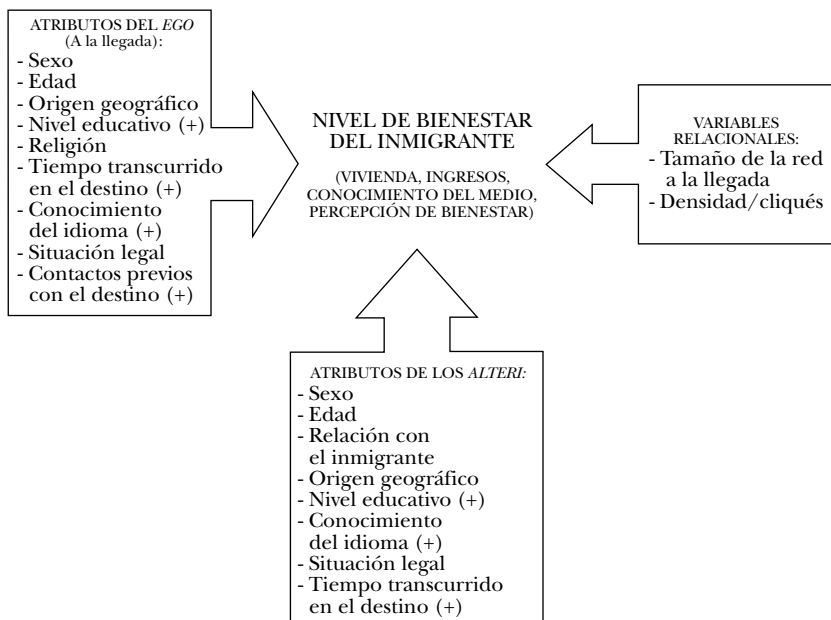 ATRIBUTOS DEL EGO
(A la llegada):
- Sexo
- Edad
- Origen geográfico
- Nivel educativo (+)
- Religión
- Tiempo transcurrido
en el destino (+)
- Conocimiento
del idioma (+)
- Situación legal
- Contactos previos
con el destino (+)
NIVEL DE BIENESTAR
DEL INMIGRANTE
(VIVIENDA, INGRESOS,
CONOCIMIENTO DEL MEDIO,
PERCEPCIÓN DE BIENESTAR)
VARIABLES
RELACIONALES:
- Tamaño de la red
a la llegada
- Densidad/cliqués
ATRIBUTOS DE LOS ALTERI:
- Sexo
- Edad
- Relación con
el inmigrante
- Origen geográfico
- Nivel educativo (+)
- Conocimiento
del idioma (+)
- Situación legal
- Tiempo transcurrido
en el destino (+)